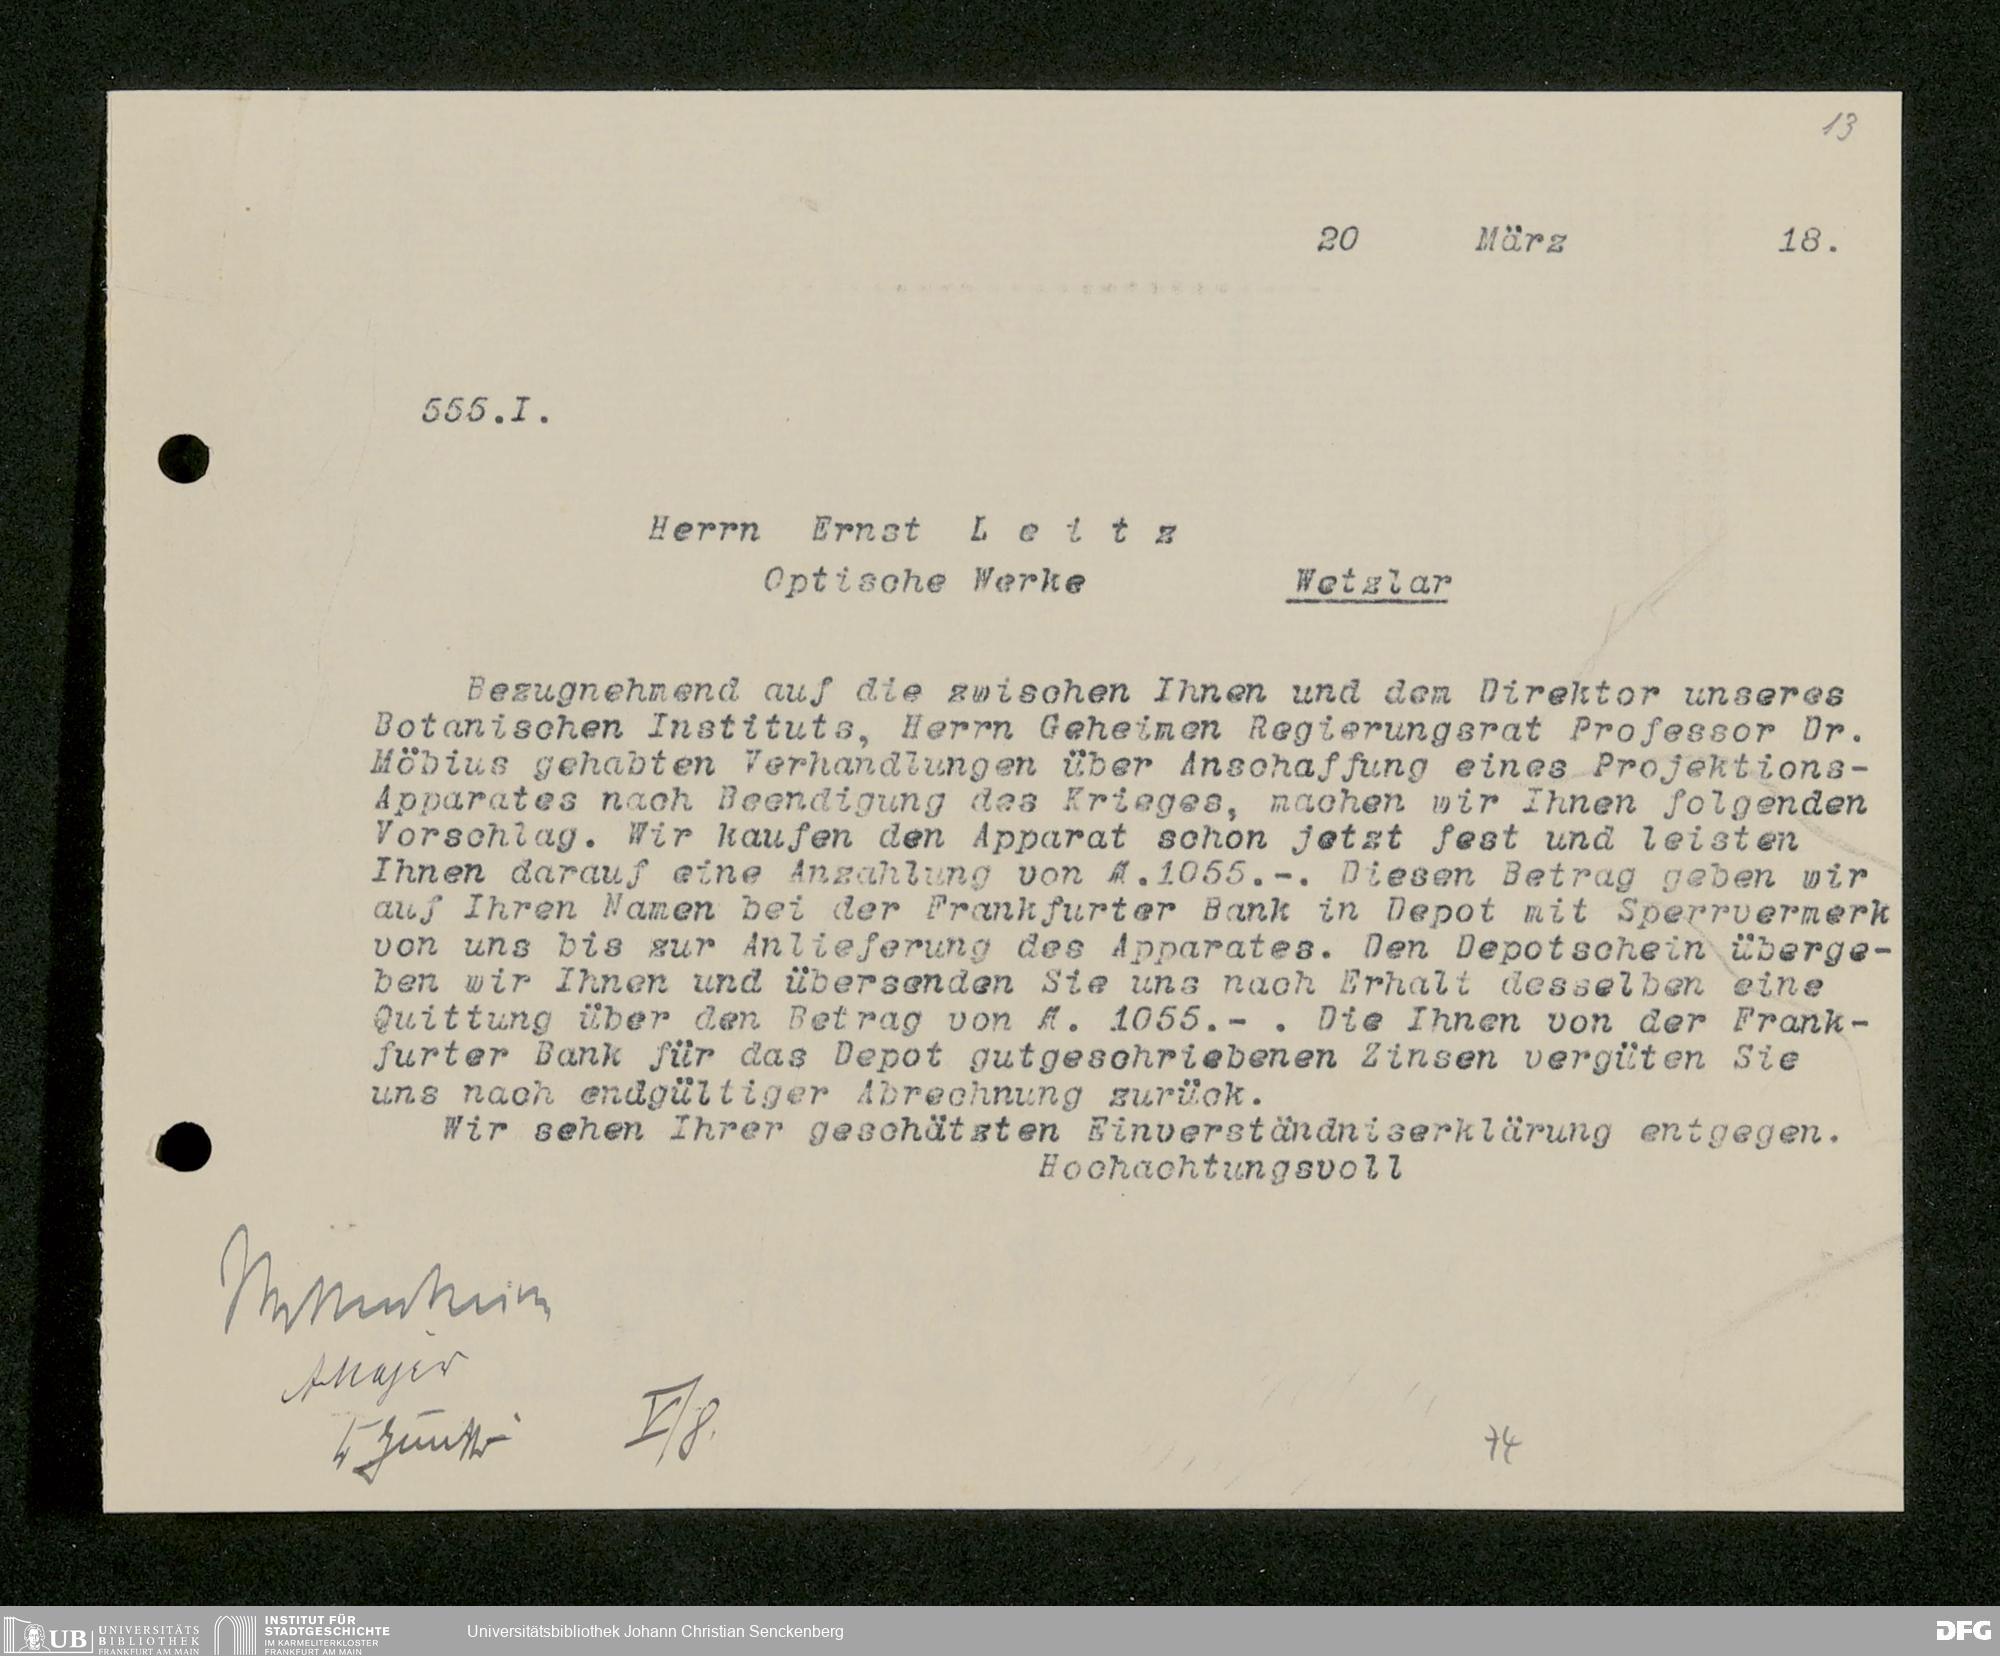 13
20 März 18.
555.I.
Herrn Ernst L e i t z
Optische Werke Wetzlar
Bezugnehmend auf die zwischen Ihnen und dem Direktor unseres
Botanischen Instituts, Herrn Geheimen Regierungsrat Professor Dr.
Möbius gehabten Verhandlungen über Anschaffung eines Projektions-
Apparates nach Beendigung des Krieges, machen wir Ihnen folgenden
Vorschlag. Wir kaufen den Apparat schon jetzt fest und leisten
Ihnen darauf eine Anzahlung von M.1055.-. Diesen Betrag geben wir
auf Ihren Namen bei der Frankfurter Bank in Depot mit Sperrvermerk
von uns bis zur Anlieferung des Apparates. Den Depotschein überge-
ben wir Ihnen und übersenden Sie uns nach Erhalt desselben eine
Quittung über den Betrag von M. 1055.- . Die Ihnen von der Frank-
furter Bank für das Depot gutgeschriebenen Zinsen vergüten Sie
uns nach endgültiger Abrechnung zurück.
Wir sehen Ihrer geschätzten Einverständniserklärung entgegen.
Hochachtungsvoll
V/8.
74
UB UNIVERSITÄTS
BIBLIOTHEK
FRANKFURT AM MAIN
INSTITUT FÜR
STADTGESCHICHTE
IM KARMELITERKLOSTER
FRANKFURT AM MAIN
Universitätsbibliothek Johann Christian Senckenberg
DFG